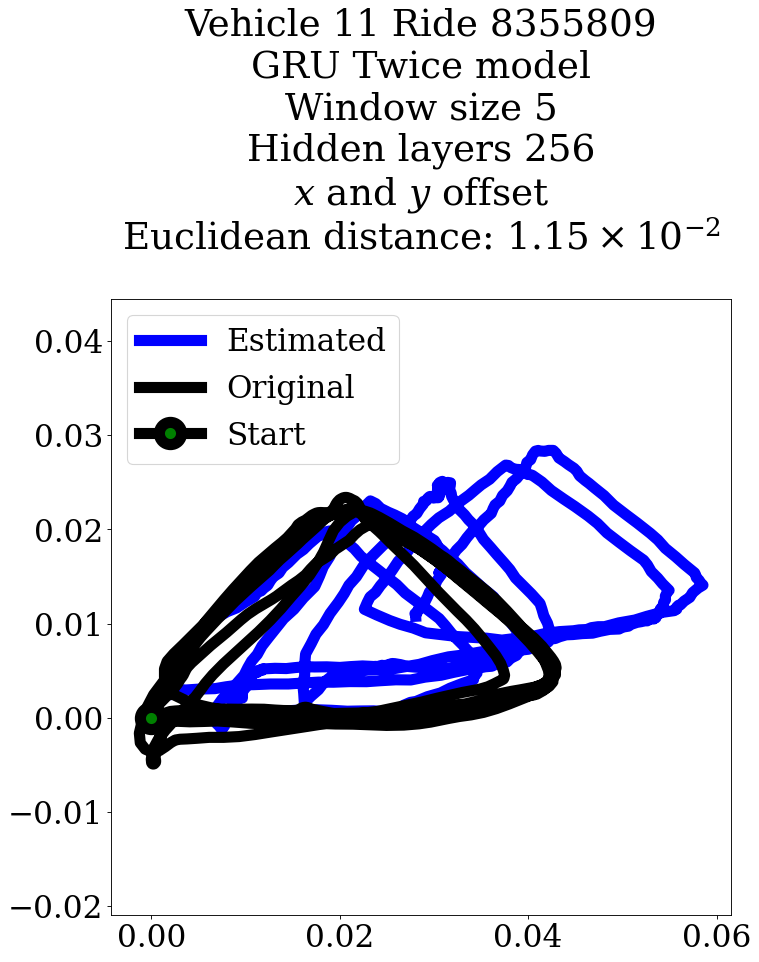 Vehicle 11 Ride 8355809
GRU Twice model
Window size 5
Hidden layers 256
x and y offset
Euclidean distance: 1.15 × 10⁻²
Estimated
Original
Start
0.04
0.03
0.02
0.01
0.00
−0.01
−0.02
0.00 0.02 0.04 0.06